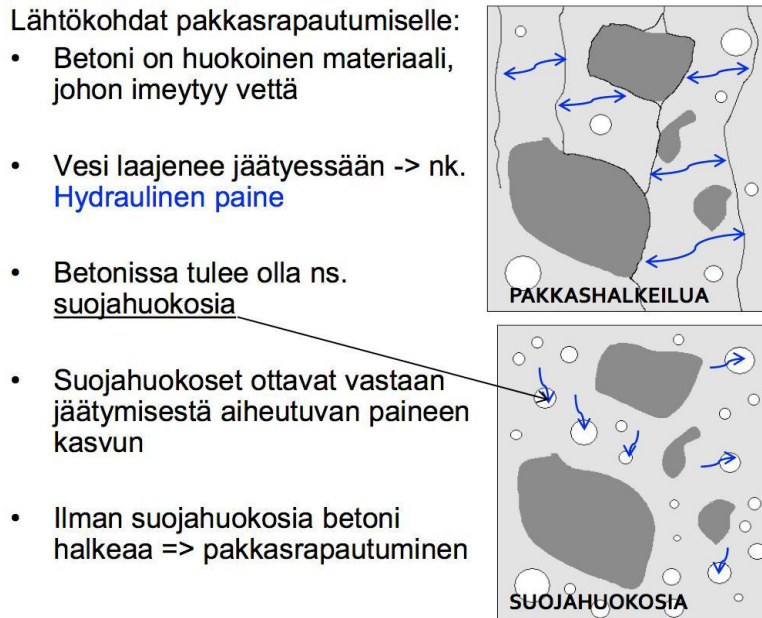 Lähtökohdat pakkasrapautumiselle:
• Betoni on huokoinen materiaali,
johon imeytyy vettä
• Vesi laajenee jäätyessään -> nk.
Hydraulinen paine
• Betonissa tulee olla ns.
suojahuokosia
• Suojahuokoset ottavat vastaan
jäätymisestä aiheutuvan paineen
kasvun
• Ilman suojahuokosia betoni
halkeaa => pakkasrapautuminen
PAKKASHALKEILUA
SUOJAHUOKOSIA